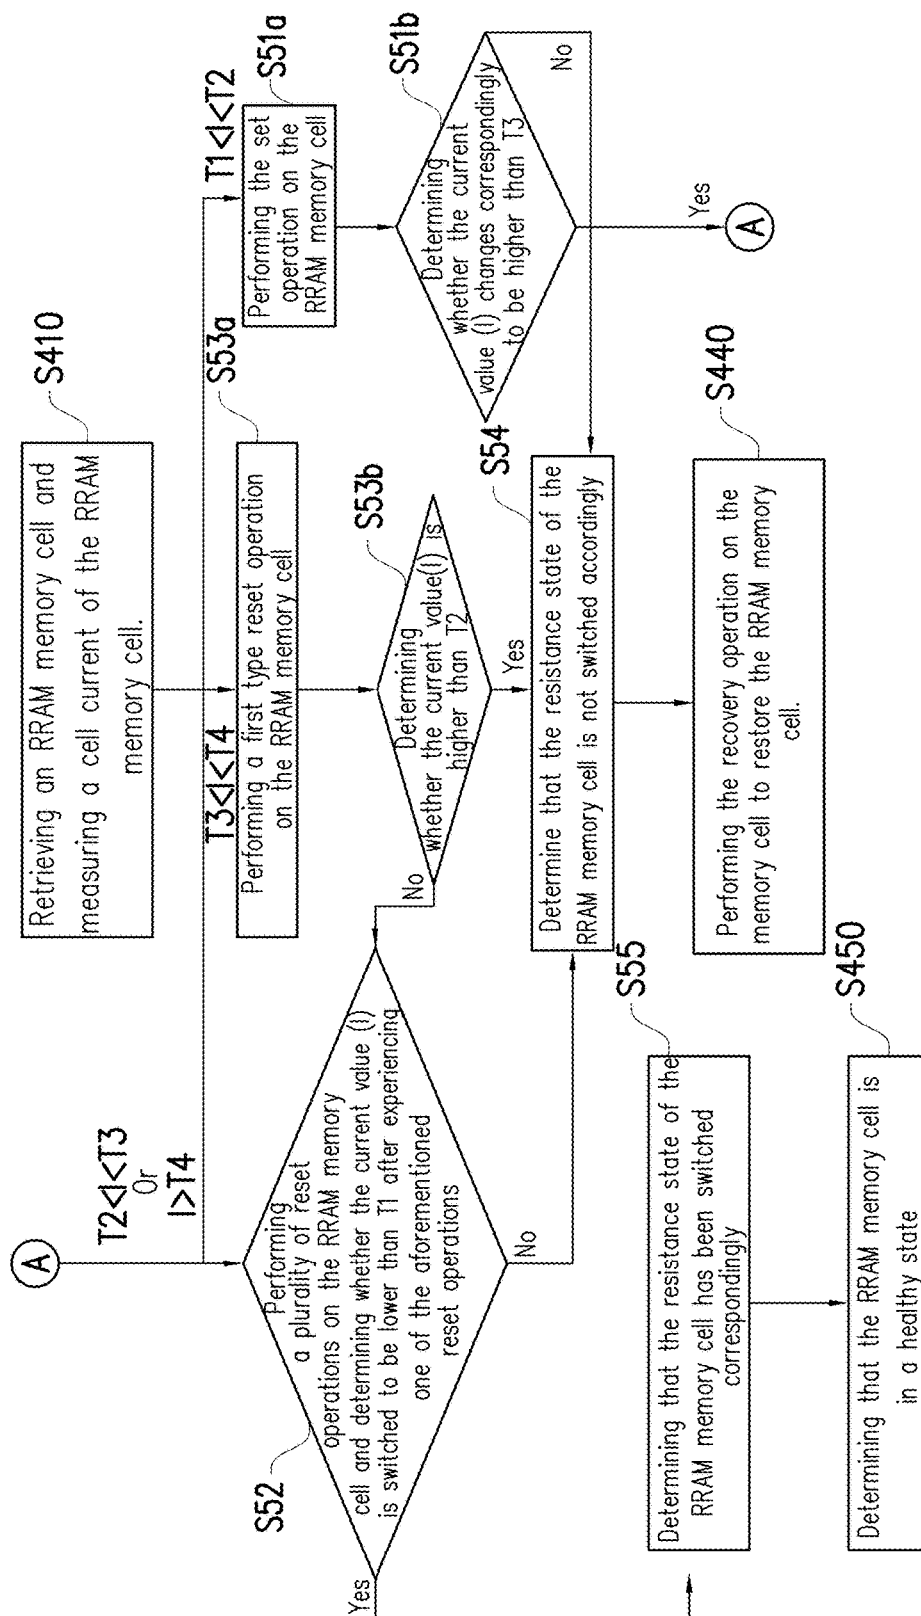 Retrieving an RRAM memory cell and
measuring a cell current of the RRAM
memory cell.
S410
A
T2<I<T3
Or
I>T4
T3<I<T4
T1<I<T2
Performing
a plurality of reset
operations on the RRAM memory
cell and determining whether the current value (I)
is switched to be lower than T1 after experiencing
one of the aforementioned
reset operations
S52
Yes
No
Performing a first type reset operation
on the RRAM memory cell
S53a
Determining
whether the current value(I) is
higher than T2
S53b
No
Yes
Performing the set
operation on the
RRAM memory cell
S51a
Determining
whether the current
value (I) changes correspondingly
to be higher than T3
S51b
No
Yes
A
Determine that the resistance state of the
RRAM memory cell is not switched accordingly
S54
Performing the recovery operation on the
memory cell to restore the RRAM memory
cell.
S440
Determining that the resistance state of the
RRAM memory cell has been switched
correspondingly
S55
Determining that the RRAM memory cell is
in a healthy state
S450